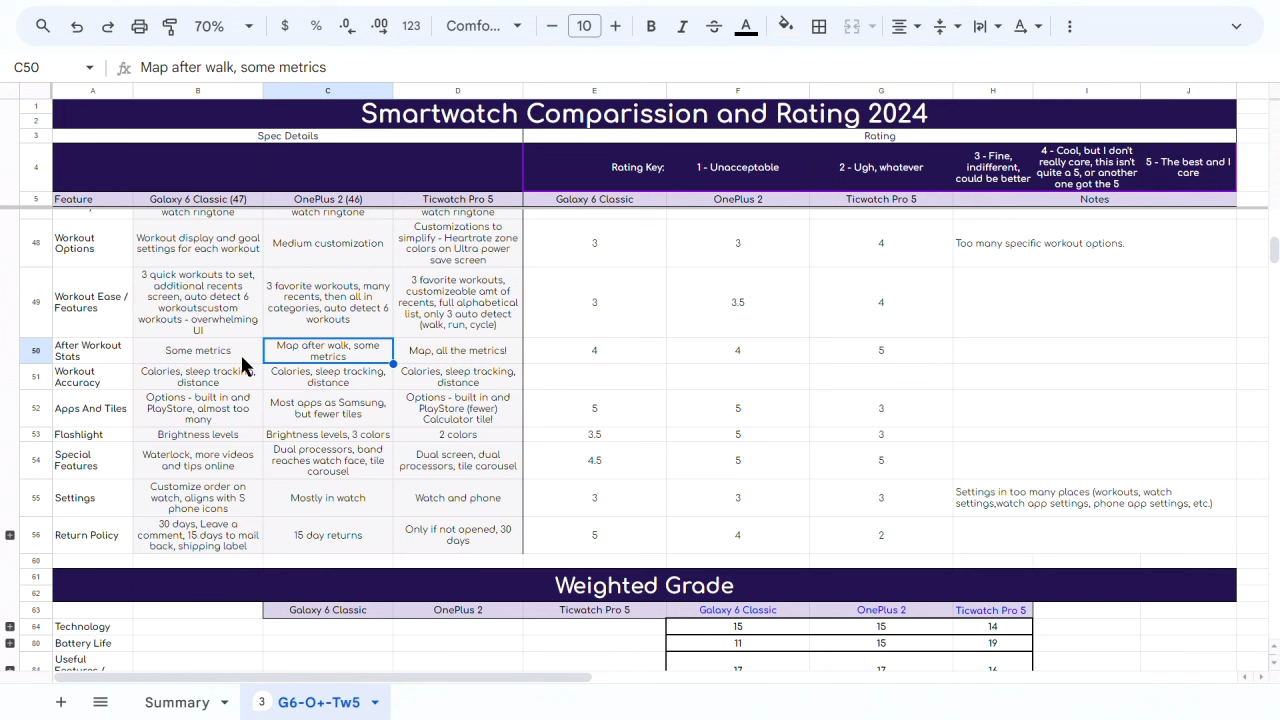 70%
$
%
.0
.00
123
Comfo...
10
B
I
A
A
C50
fx
Map after walk, some metrics
A
B
C
D
E
F
G
H
I
J
1
2
Smartwatch Comparission and Rating 2024
3
Spec Details
Rating
4
Rating Key:
1 - Unacceptable
2 - Ugh, whatever
3 - Fine,
indifferent,
could be better
4 - Cool, but I don't
really care, this isn't
quite a 5, or another
one got the 5
5 - The best and I
care
5
Feature
Galaxy 6 Classic (47)
OnePlus 2 (46)
Ticwatch Pro 5
Galaxy 6 Classic
OnePlus 2
Ticwatch Pro 5
Notes
watch ringtone
watch ringtone
watch ringtone
48
Workout
Options
Workout display and goal
settings for each workout
Medium customization
Customizations to
simplify - Heartrate zone
colors on Ultra power
save screen
3
3
4
Too many specific workout options.
49
Workout Ease /
Features
3 quick workouts to set,
additional recents
screen, auto detect 6
workoutscustom
workouts - overwhelming
UI
3 favorite workouts, many
recents, then all in
categories, auto detect 6
workouts
3 favorite workouts,
customizeable amt of
recents, full alphabetical
list, only 3 auto detect
(walk, run, cycle)
3
3.5
4
50
After Workout
Stats
Some metrics
Map after walk, some
metrics
Map, all the metrics!
4
4
5
51
Workout
Accuracy
Calories, sleep tracking,
distance
Calories, sleep tracking,
distance
Calories, sleep tracking,
distance
52
Apps And Tiles
Options - built in and
PlayStore, almost too
many
Most apps as Samsung,
but fewer tiles
Options - built in and
PlayStore (fewer)
Calculator tile!
5
5
3
53
Flashlight
Brightness levels
Brightness levels, 3 colors
2 colors
3.5
5
3
54
Special
Features
Waterlock, more videos
and tips online
Dual processors, band
reaches watch face, tile
carousel
Dual screen, dual
processors, tile carousel
4.5
5
5
55
Settings
Customize order on
watch, aligns with S
phone icons
Mostly in watch
Watch and phone
3
3
3
Settings in too many places (workouts, watch
settings,watch app settings, phone app settings, etc.)
56
Return Policy
30 days, Leave a
comment, 15 days to mail
back, shipping label
15 day returns
Only if not opened, 30
days
5
4
2
60
61
62
Weighted Grade
63
Galaxy 6 Classic
OnePlus 2
Ticwatch Pro 5
Galaxy 6 Classic
OnePlus 2
Ticwatch Pro 5
64
Technology
15
15
14
80
Battery Life
11
15
19
84
Useful
Features /
17
17
16
Summary
3
G6-O+-Tw5